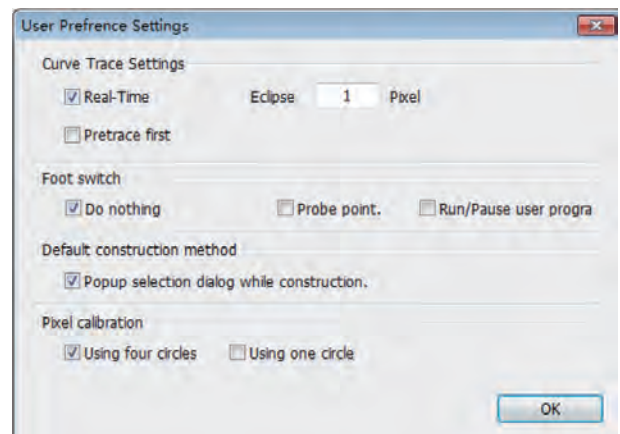 User Prefrence Settings
Curve Trace Settings
Real-Time Eclipse 1 Pixel
Pretrace first
Foot switch
Do nothing Probe point. Run/Pause user progra
Default construction method
Popup selection dialog while construction.
Pixel calibration
Using four circles Using one circle
OK